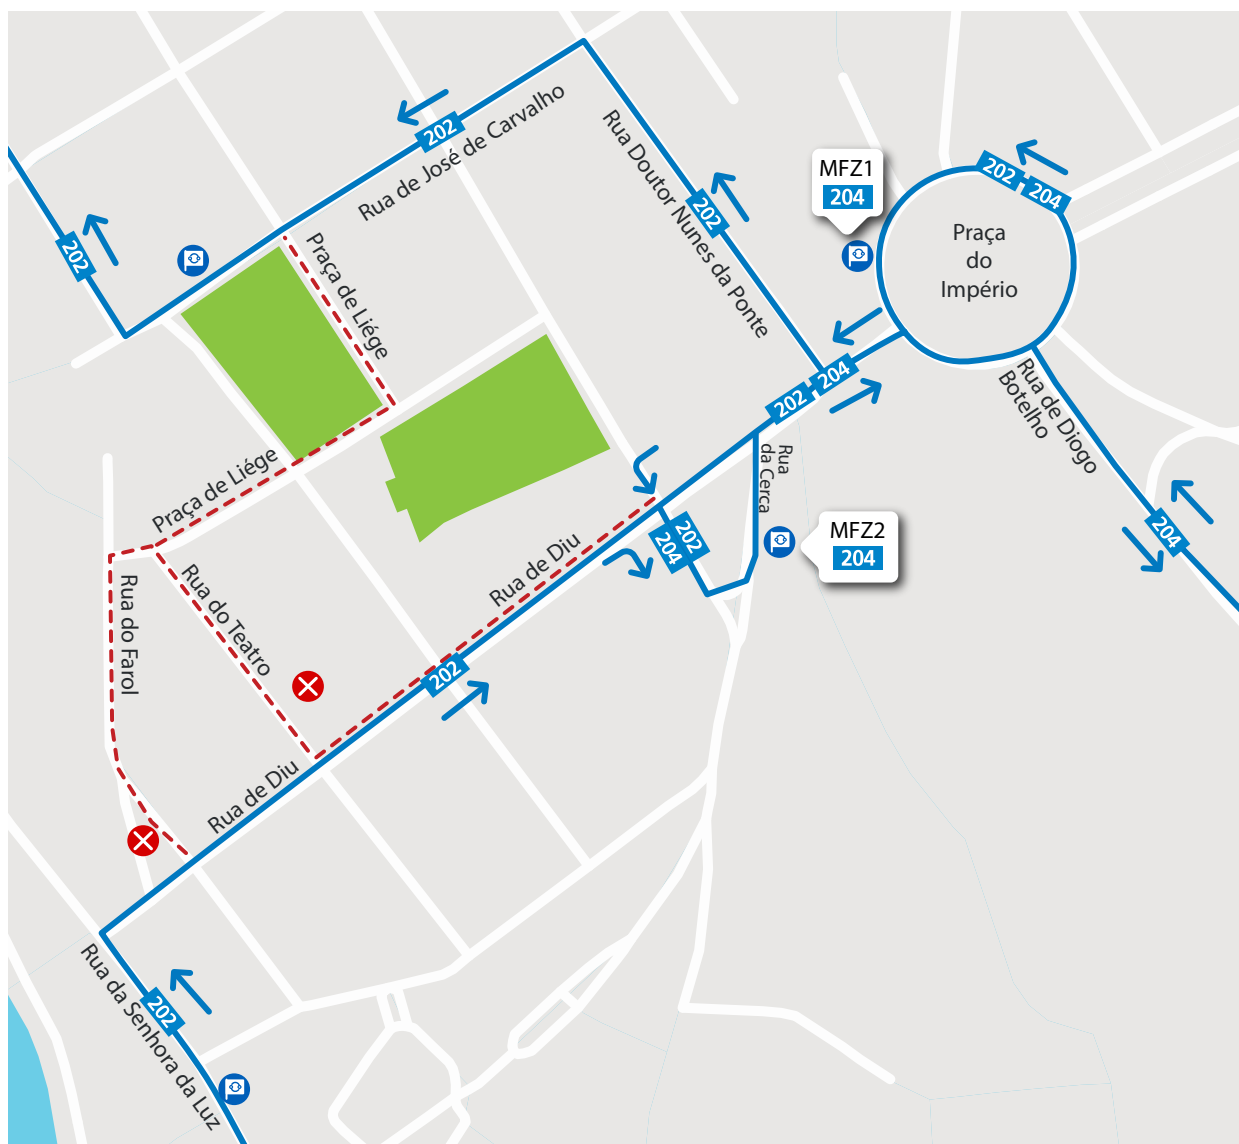 202
Rua de José de Carvalho
Rua Doutor Nunes da Ponte
202
MFZ1
204
202
204
Praça
do
Império
202
Praça de Liége
202
204
Rua de Diogo
Botelho
Rua
da Cerca
Praça de Liége
204
MFZ2
204
202
204
Rua de Diu
Rua do Farol
Rua do Teatro
202
Rua de Diu
Rua da Senhora da Luz
202